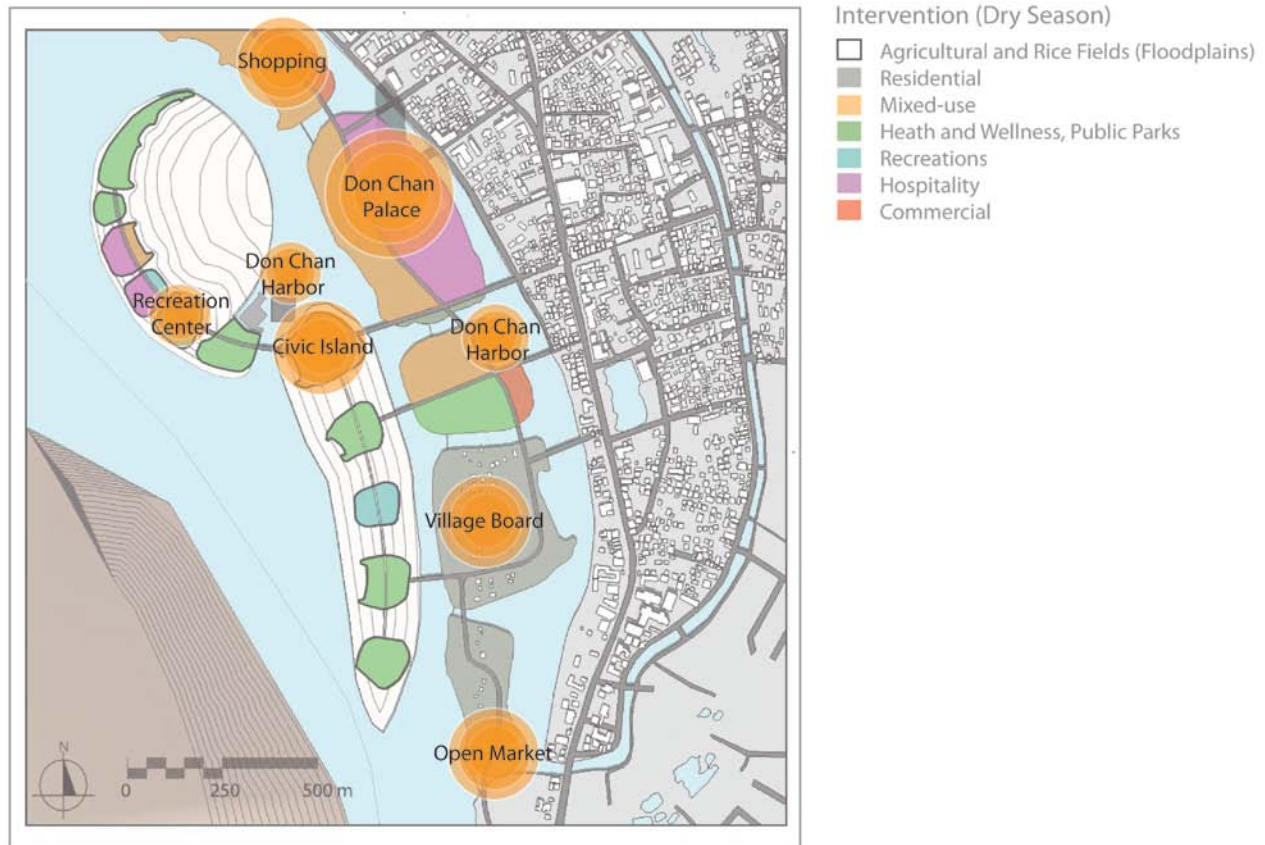 Intervention (Dry Season)
Agricultural and Rice Fields (Floodplains)
Residential
Mixed-use
Heath and Wellness, Public Parks
Recreations
Hospitality
Commercial
Shopping
Don Chan
Palace
Don Chan
Harbor
Recreation
Center
Civic Island
Don Chan
Harbor
Village Board
Open Market
N
0
250
500 m